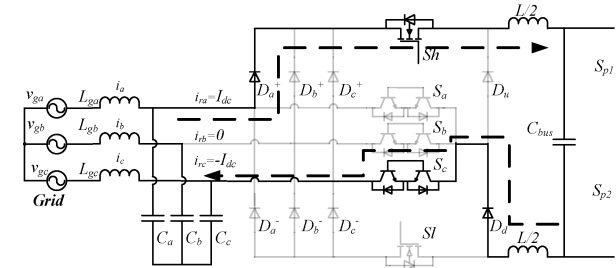 L/2
Sh
i_a
i_ra=I_dc
D_a+
D_b+
D_c+
D_u
S_p1
v_ga
L_ga
S_a
i_b
v_gb
L_gb
i_rb=0
S_b
C_bus
i_c
i_rc=-I_dc
S_c
v_gc
L_gc
Grid
S_p2
C_a
C_b
C_c
D_a-
D_b-
D_c-
Sl
D_d
L/2